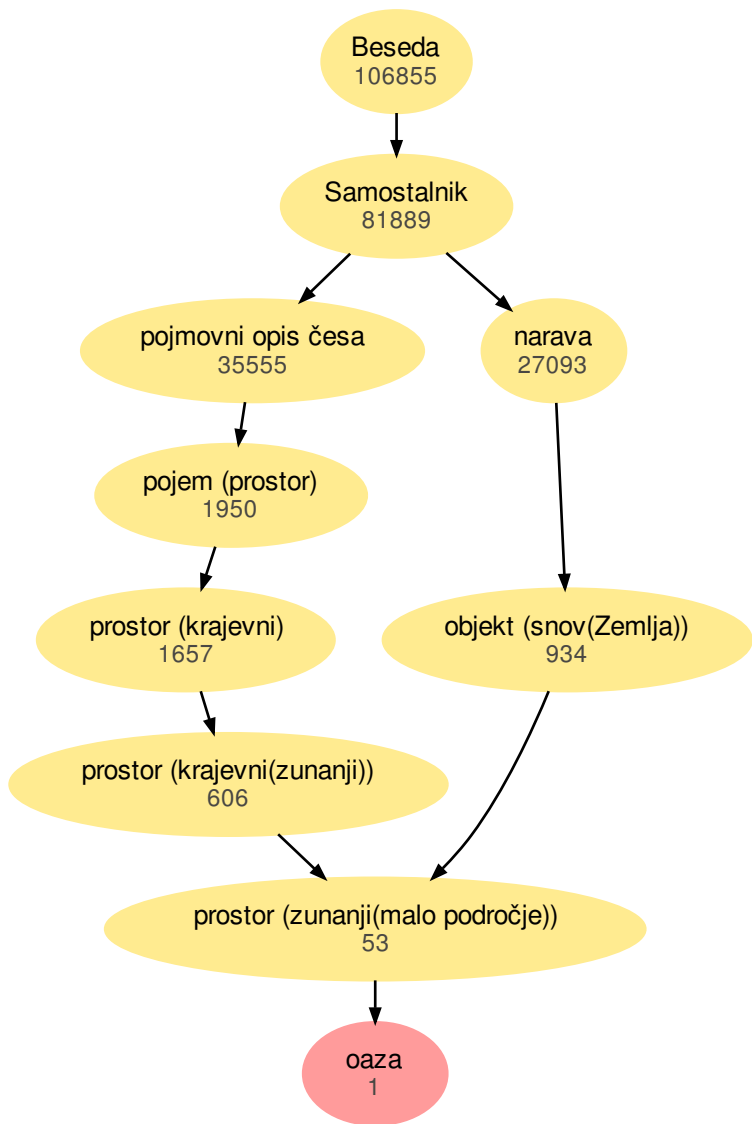 Beseda
106855
Samostalnik
81889
pojmovni opis česa
35555
narava
27093
pojem (prostor)
1950
prostor (krajevni)
1657
objekt (snov(Zemlja))
934
prostor (krajevni(zunanji))
606
prostor (zunanji(malo področje))
53
oaza
1